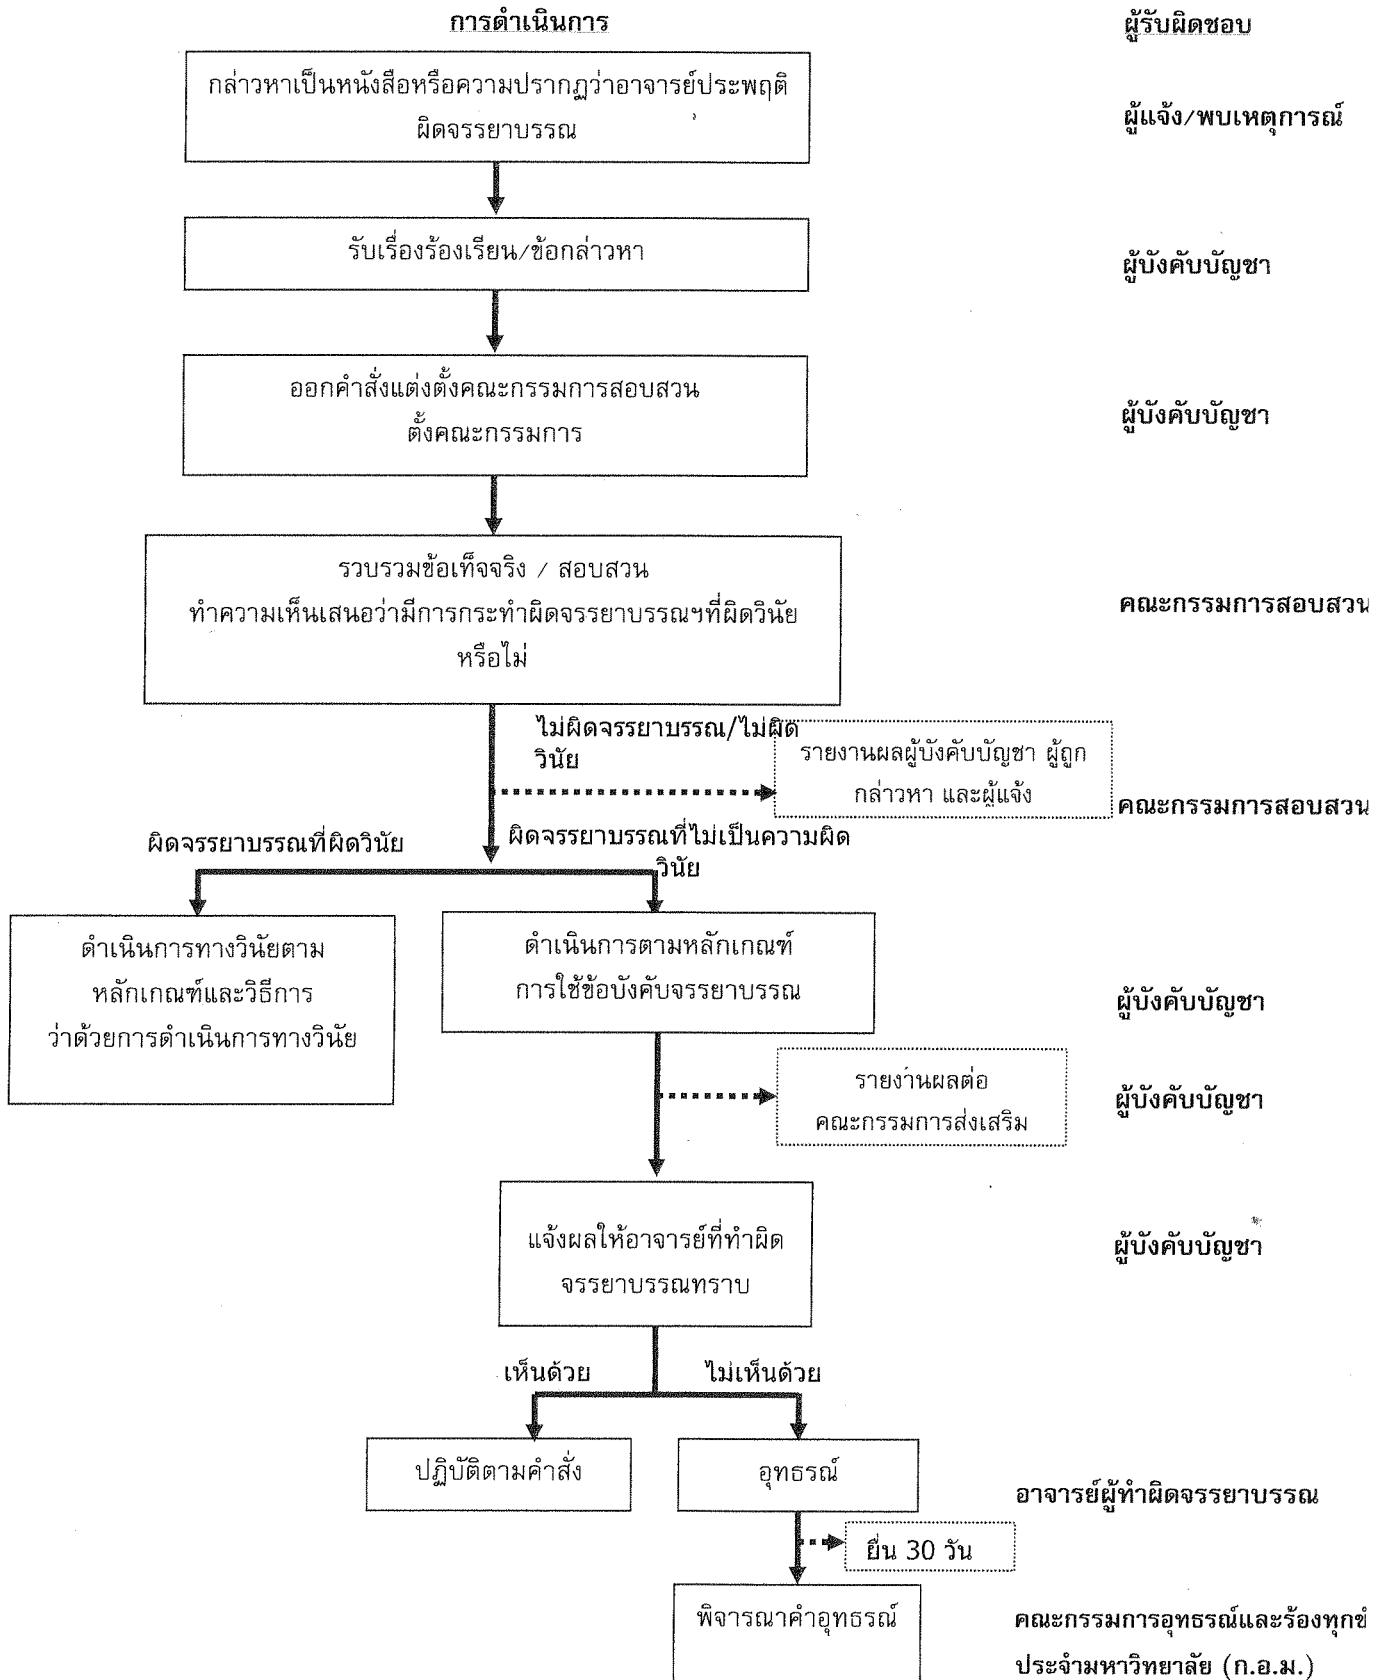 การดำเนินการ
ผู้รับผิดชอบ
กล่าวหาเป็นหนังสือหรือความปรากฏว่าอาจารย์ประพฤติ
ผิดจรรยาบรรณ
ผู้แจ้ง/พบเหตุการณ์
รับเรื่องร้องเรียน/ข้อกล่าวหา
ผู้บังคับบัญชา
ออกคำสั่งแต่งตั้งคณะกรรมการสอบสวน
ตั้งคณะกรรมการ
ผู้บังคับบัญชา
รวบรวมข้อเท็จจริง / สอบสวน
ทำความเห็นเสนอว่ามีการกระทำผิดจรรยาบรรณฯที่ผิดวินัย
หรือไม่
คณะกรรมการสอบสวน
ไม่ผิดจรรยาบรรณ/ไม่ผิด
วินัย
รายงานผลผู้บังคับบัญชา ผู้ถูก
กล่าวหา และผู้แจ้ง
คณะกรรมการสอบสวน
ผิดจรรยาบรรณที่ผิดวินัย
ผิดจรรยาบรรณที่ไม่เป็นความผิด
วินัย
ดำเนินการทางวินัยตาม
หลักเกณฑ์และวิธีการ
ว่าด้วยการดำเนินการทางวินัย
ดำเนินการตามหลักเกณฑ์
การใช้ข้อบังคับจรรยาบรรณ
ผู้บังคับบัญชา
รายงานผลต่อ
คณะกรรมการส่งเสริม
ผู้บังคับบัญชา
แจ้งผลให้อาจารย์ที่ทำผิด
จรรยาบรรณทราบ
ผู้บังคับบัญชา
เห็นด้วย
ไม่เห็นด้วย
ปฏิบัติตามคำสั่ง
อุทธรณ์
อาจารย์ผู้ทำผิดจรรยาบรรณ
ยื่น 30 วัน
พิจารณาคำอุทธรณ์
คณะกรรมการอุทธรณ์และร้องทุกข์
ประจำมหาวิทยาลัย (ก.อ.ม.)